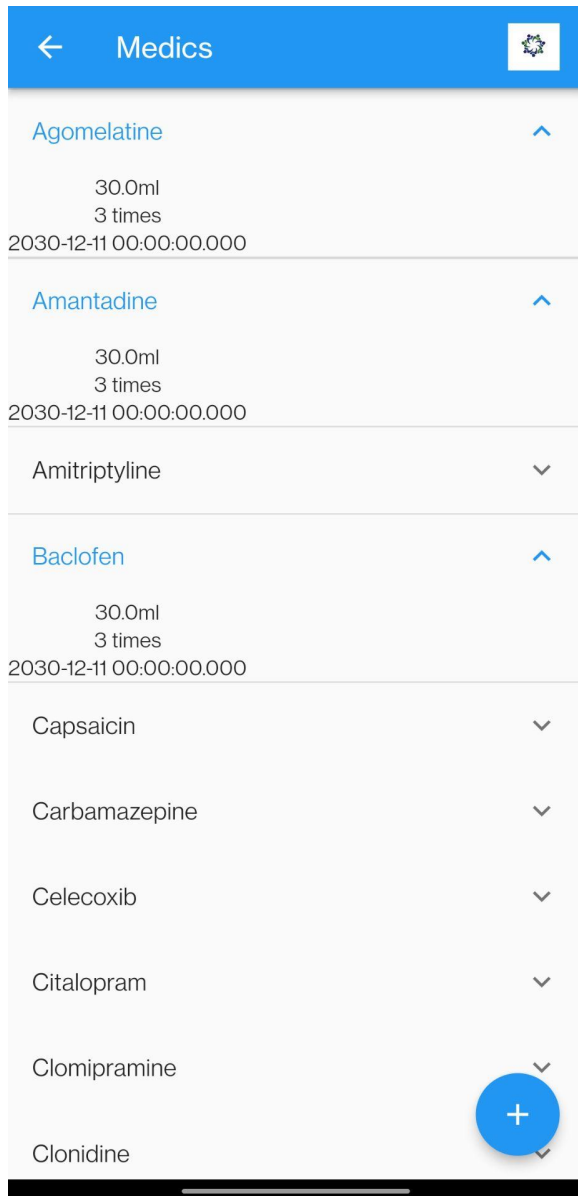 Medics
Agomelatine
30.0ml
3 times
2030-12-11 00:00:00.000
Amantadine
30.0ml
3 times
2030-12-11 00:00:00.000
Amitriptyline
Baclofen
30.0ml
3 times
2030-12-11 00:00:00.000
Capsaicin
Carbamazepine
Celecoxib
Citalopram
Clomipramine
Clonidine